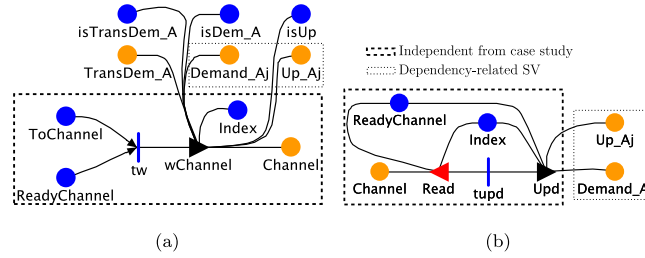 isTransDem_A isDem_A isUp
TransDem_A Demand_Aj Up_Aj
ToChannel
Index
tw wChannel Channel
ReadyChannel
(a)
Independent from case study
Dependency-related SV
ReadyChannel
Index Up_Aj
Channel Read tupd Upd Demand_A
(b)